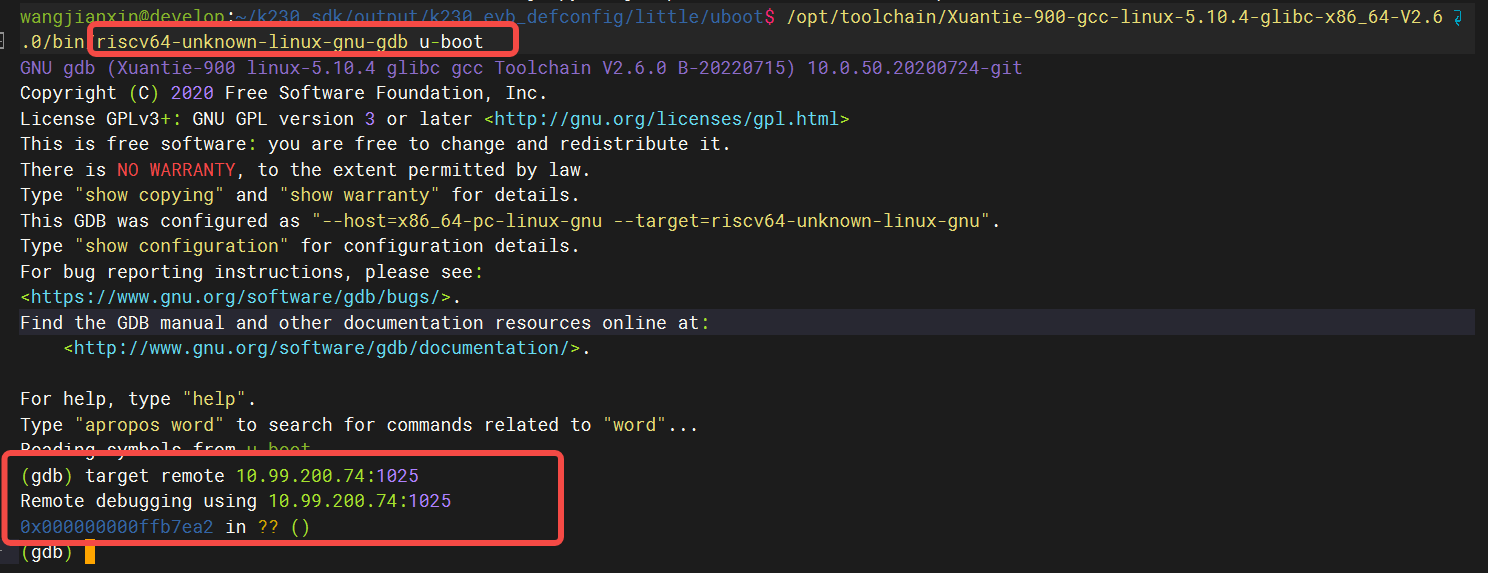 wangjianxin@develop:~/k230_sdk/output/k230_evb_defconfig/little/uboot$ /opt/toolchain/Xuantie-900-gcc-linux-5.10.4-glibc-x86_64-V2.6
.0/bin/riscv64-unknown-linux-gnu-gdb u-boot
GNU gdb (Xuantie-900 linux-5.10.4 glibc gcc Toolchain V2.6.0 B-20220715) 10.0.50.20200724-git
Copyright (C) 2020 Free Software Foundation, Inc.
License GPLv3+: GNU GPL version 3 or later <http://gnu.org/licenses/gpl.html>
This is free software: you are free to change and redistribute it.
There is NO WARRANTY, to the extent permitted by law.
Type "show copying" and "show warranty" for details.
This GDB was configured as "--host=x86_64-pc-linux-gnu --target=riscv64-unknown-linux-gnu".
Type "show configuration" for configuration details.
For bug reporting instructions, please see:
<https://www.gnu.org/software/gdb/bugs/>.
Find the GDB manual and other documentation resources online at:
<http://www.gnu.org/software/gdb/documentation/>.
For help, type "help".
Type "apropos word" to search for commands related to "word"...
Reading symbols from u-boot
(gdb) target remote 10.99.200.74:1025
Remote debugging using 10.99.200.74:1025
0x000000000ffb7ea2 in ?? ()
(gdb)